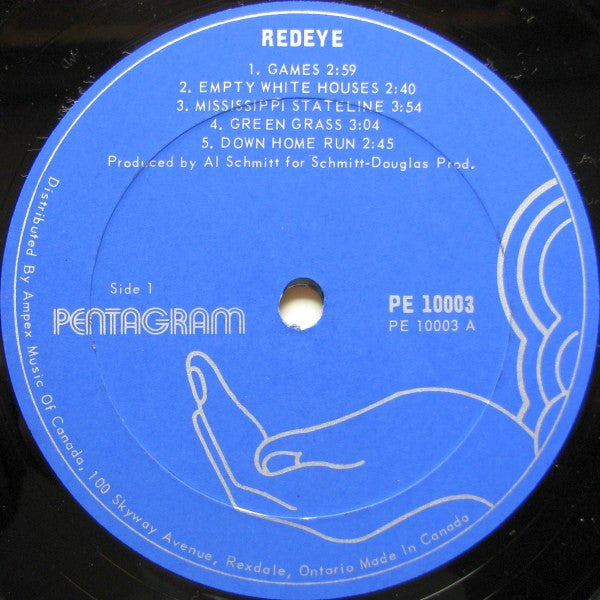 REDEYE
1. GAMES 2:59
2. EMPTY WHITE HOUSES 2:40
3. MISSISSIPPI STATELINE 3:54
4. GREEN GRASS 3:04
5. DOWN HOME RUN 2:45
Produced by Al Schmitt for Schmitt-Douglas Prod.
Side 1
PENTAGRAM
PE 10003
PE 10003 A
Distributed By Ampex Music Of Canada, 100 Skyway Avenue, Rexdale, Ontario Made In Canada